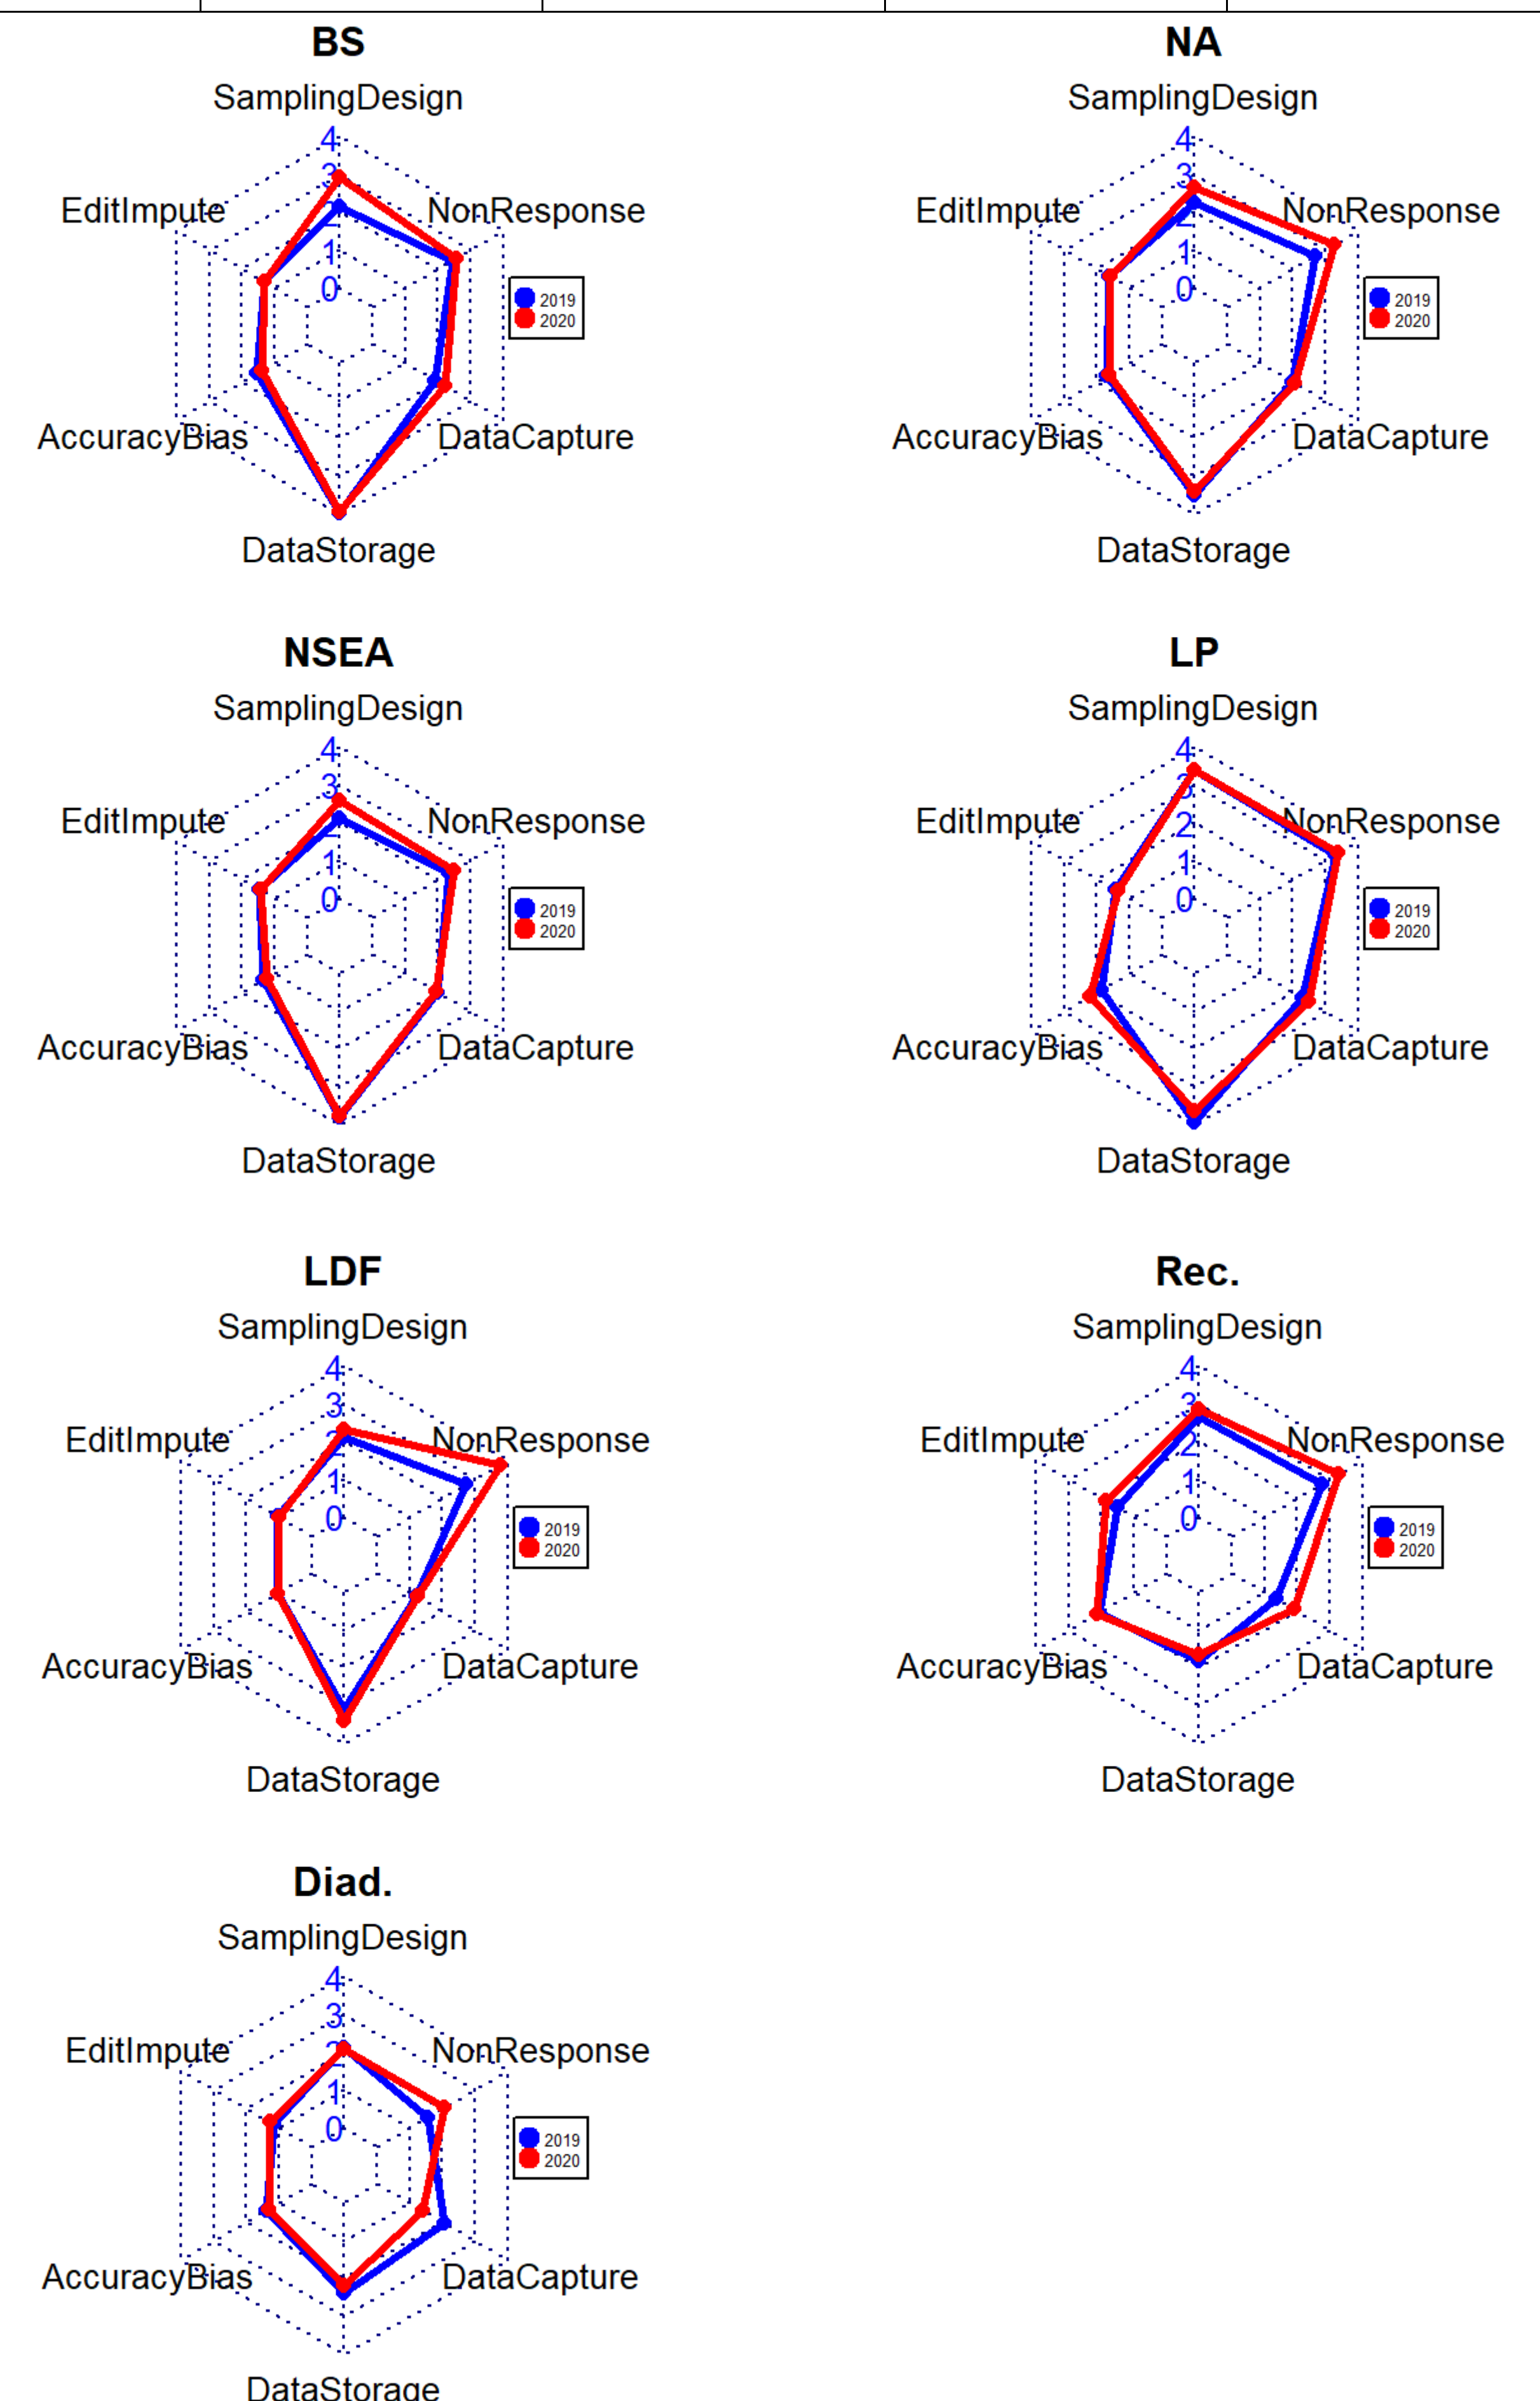 BS
SamplingDesign
4
3
2
1
0
EditImpute
NonResponse
2019
2020
AccuracyBias
DataCapture
DataStorage
NA
SamplingDesign
4
3
2
1
0
EditImpute
NonResponse
2019
2020
AccuracyBias
DataCapture
DataStorage
NSEA
SamplingDesign
4
3
2
1
0
EditImpute
NonResponse
2019
2020
AccuracyBias
DataCapture
DataStorage
LP
SamplingDesign
4
3
2
1
0
EditImpute
NonResponse
2019
2020
AccuracyBias
DataCapture
DataStorage
LDF
SamplingDesign
4
3
2
1
0
EditImpute
NonResponse
2019
2020
AccuracyBias
DataCapture
DataStorage
Rec.
SamplingDesign
4
3
2
1
0
EditImpute
NonResponse
2019
2020
AccuracyBias
DataCapture
DataStorage
Diad.
SamplingDesign
4
3
2
1
0
EditImpute
NonResponse
2019
2020
AccuracyBias
DataCapture
DataStorage